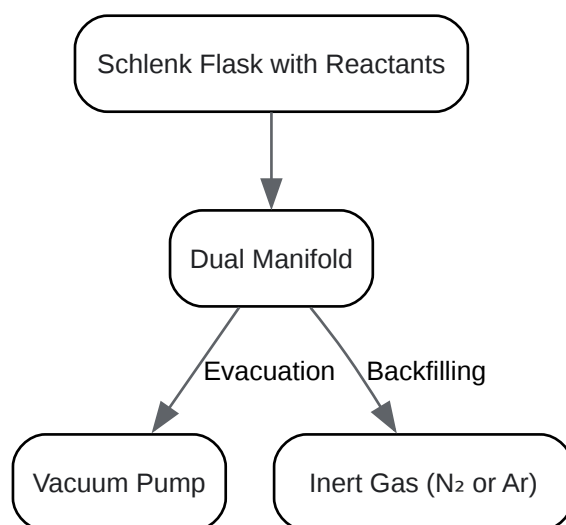 Schlenk Flask with Reactants
Dual Manifold
Evacuation
Backfilling
Vacuum Pump
Inert Gas (N₂ or Ar)